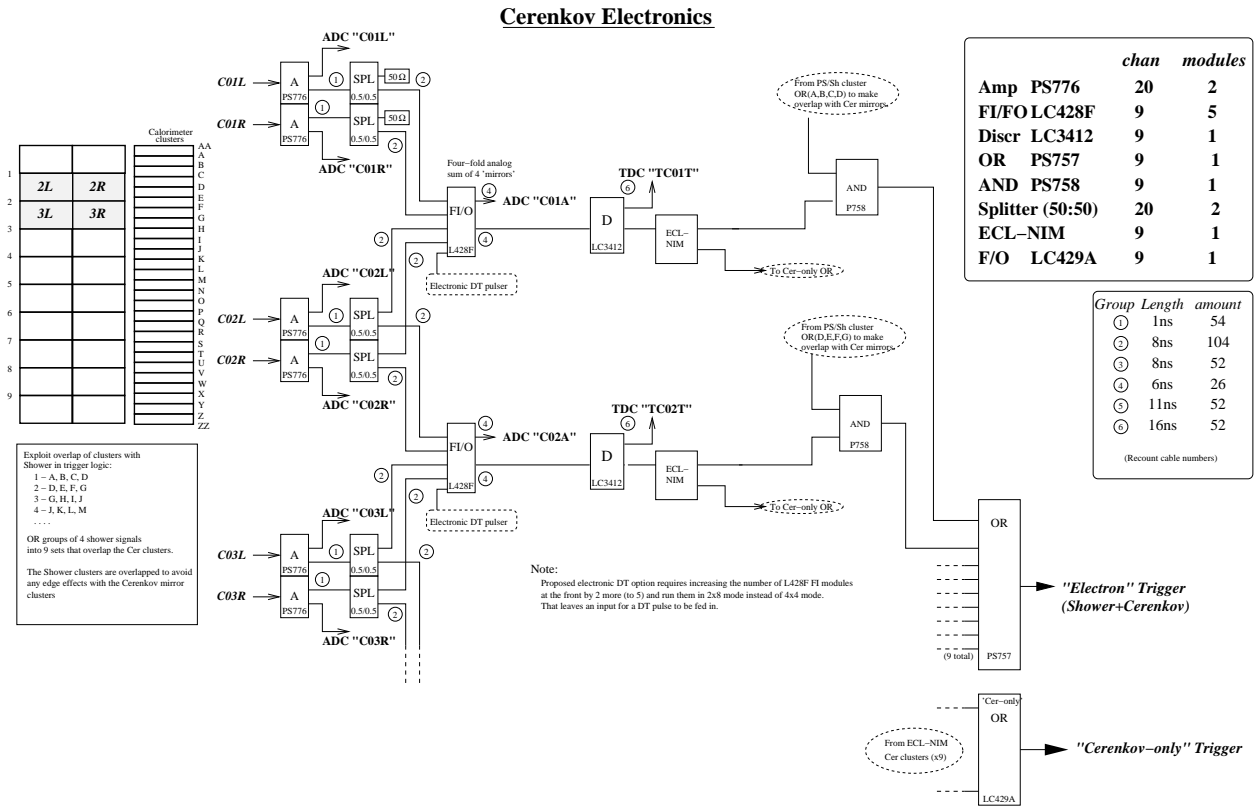 Cerenkov Electronics
ADC "C01L"
C01L
A
PS776
1
SPL
0.5/0.5
50Ω
2
C01R
A
PS776
1
SPL
0.5/0.5
50Ω
2
ADC "C01R"
Four−fold analog
sum of 4 'mirrors'
FI/O
L428F
4
ADC "C01A"
4
2
2
Electronic DT pulser
TDC "TC01T"
6
D
LC3412
ECL−
NIM
To Cer−only OR
From PS/Sh cluster
OR(A,B,C,D) to make
overlap with Cer mirrors
AND
P758
ADC "C02L"
C02L
A
PS776
1
SPL
0.5/0.5
2
C02R
A
PS776
1
SPL
0.5/0.5
2
ADC "C02R"
FI/O
L428F
4
ADC "C02A"
4
2
2
Electronic DT pulser
TDC "TC02T"
6
D
LC3412
ECL−
NIM
To Cer−only OR
From PS/Sh cluster
OR(D,E,F,G) to make
overlap with Cer mirrors
AND
P758
ADC "C03L"
C03L
A
PS776
1
SPL
0.5/0.5
2
C03R
A
PS776
1
SPL
0.5/0.5
2
ADC "C03R"
Calorimeter
clusters
AA
A
B
C
D
E
F
G
H
I
J
K
L
M
N
O
P
Q
R
S
T
U
V
W
X
Y
Z
ZZ
1
2
3
4
5
6
7
8
9
2L 2R
3L 3R
Exploit overlap of clusters with
Shower in trigger logic:
1 − A, B, C, D
2 − D, E, F, G
3 − G, H, I, J
4 − J, K, L, M
. . . .
OR groups of 4 shower signals
into 9 sets that overlap the Cer clusters.
The Shower clusters are overlapped to avoid
any edge effects with the Cerenkov mirror
clusters
Note:
Proposed electronic DT option requires increasing the number of L428F FI modules
at the front by 2 more (to 5) and run them in 2x8 mode instead of 4x4 mode.
That leaves an input for a DT pulse to be fed in.
chan modules
Amp PS776 20 2
FI/FO LC428F 9 5
Discr LC3412 9 1
OR PS757 9 1
AND PS758 9 1
Splitter (50:50) 20 2
ECL−NIM 9 1
F/O LC429A 9 1
Group Length amount
1 1ns 54
2 8ns 104
3 8ns 52
4 6ns 26
5 11ns 52
6 16ns 52
(Recount cable numbers)
OR
(9 total)
PS757
"Electron" Trigger
(Shower+Cerenkov)
'Cer−only'
OR
LC429A
From ECL−NIM
Cer clusters (x9)
"Cerenkov−only" Trigger